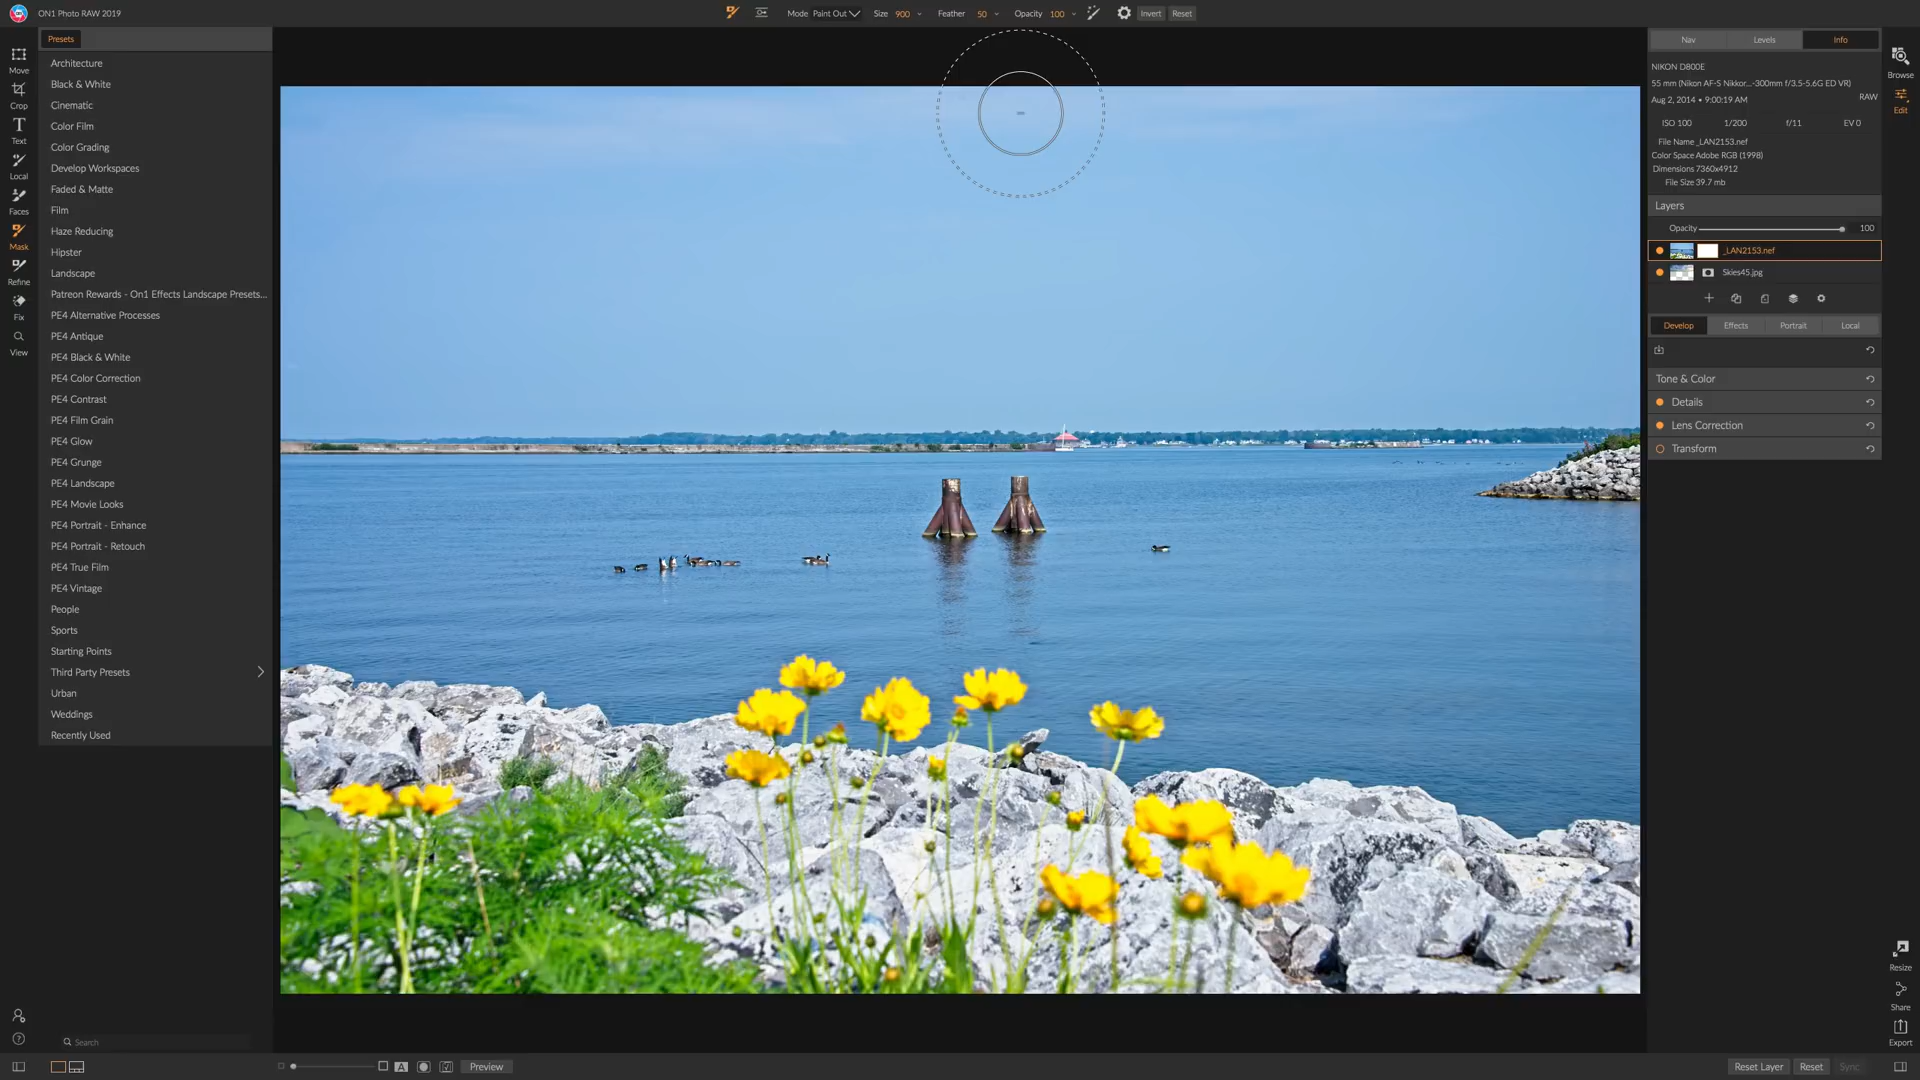 ON1 Photo RAW 2019
Mode Paint Out Size 900 Feather 50 Opacity 100 Invert Reset
Presets
Architecture
Black & White
Cinematic
Color Film
Color Grading
Develop Workspaces
Faded & Matte
Film
Haze Reducing
Hipster
Landscape
Patreon Rewards - On1 Effects Landscape Presets...
PE4 Alternative Processes
PE4 Antique
PE4 Black & White
PE4 Color Correction
PE4 Contrast
PE4 Film Grain
PE4 Glow
PE4 Grunge
PE4 Landscape
PE4 Movie Looks
PE4 Portrait - Enhance
PE4 Portrait - Retouch
PE4 True Film
PE4 Vintage
People
Sports
Starting Points
Third Party Presets
Urban
Weddings
Recently Used
Search
Move
Crop
Text
Local
Faces
Mask
Refine
Fix
View
Nav Levels Info
NIKON D800E
55 mm (Nikon AF-S Nikkor...-300mm f/3.5-5.6G ED VR)
Aug 2, 2014 • 9:00:19 AM RAW
ISO 100 1/200 f/11 EV 0
File Name _LAN2153.nef
Color Space Adobe RGB (1998)
Dimensions 7360x4912
File Size 39.7 mb
Layers
Opacity 100
_LAN2153.nef
Skies45.jpg
Develop Effects Portrait Local
Tone & Color
Details
Lens Correction
Transform
Browse
Edit
Resize
Share
Export
A Preview
Reset Layer Reset Sync